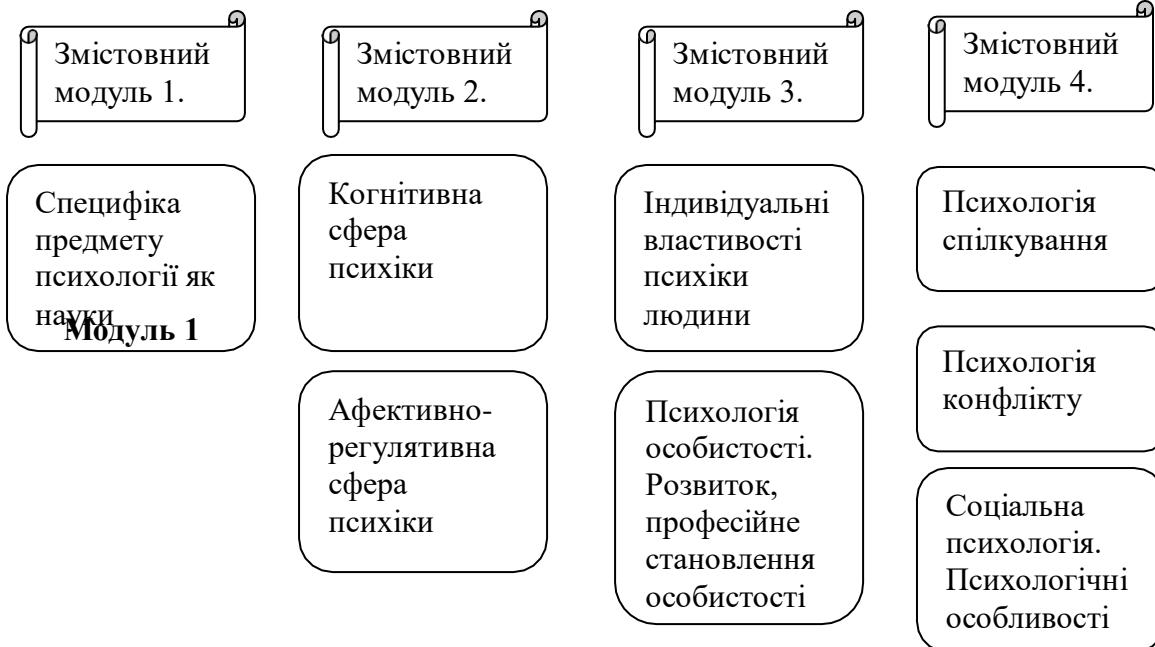 Змістовний
модуль 1.
Змістовний
модуль 2.
Змістовний
модуль 3.
Змістовний
модуль 4.
Специфіка
предмету
психології як
науки
Модуль 1
Когнітивна
сфера
психіки
Афективно-
регулятивна
сфера
психіки
Індивідуальні
властивості
психіки
людини
Психологія
особистості.
Розвиток,
професійне
становлення
особистості
Психологія
спілкування
Психологія
конфлікту
Соціальна
психологія.
Психологічні
особливості